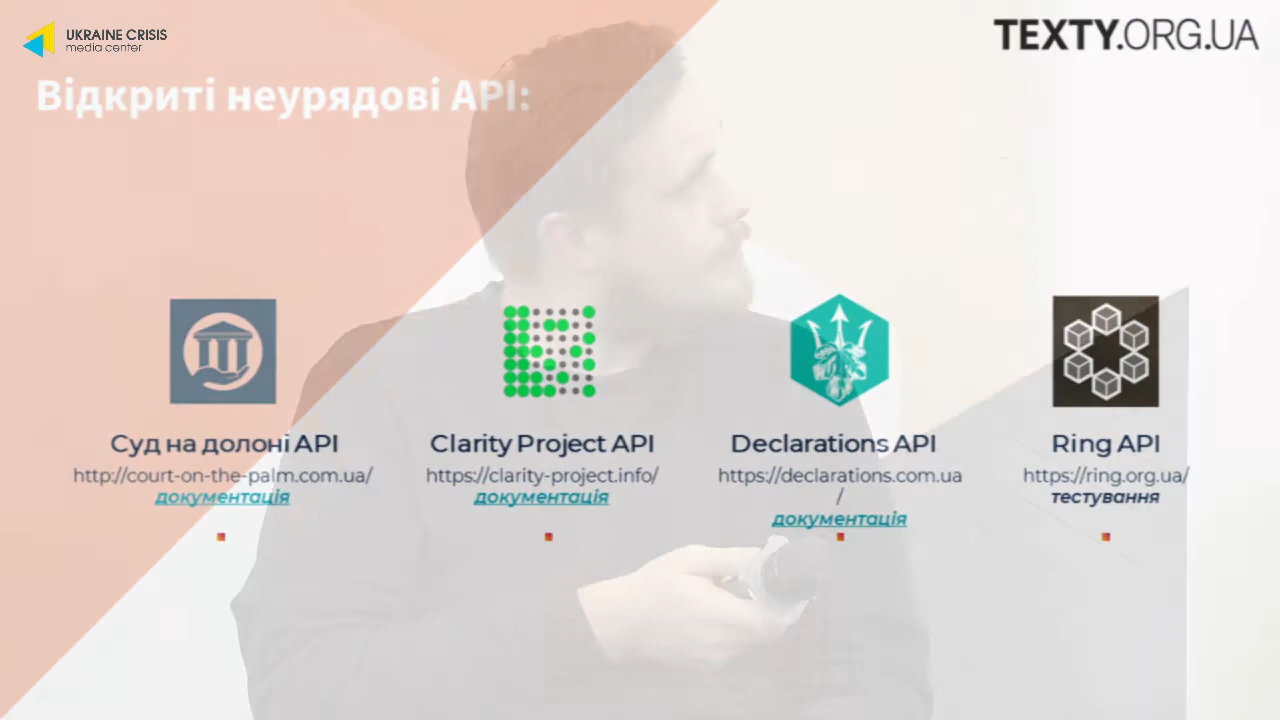 UKRAINE CRISIS
media center
TEXTY.ORG.UA
Відкриті неурядові API:
Суд на долоні API
http://court-on-the-palm.com.ua/
документація
Clarity Project API
https://clarity-project.info/
документація
Declarations API
https://declarations.com.ua
/
документація
Ring API
https://ring.org.ua/
тестування